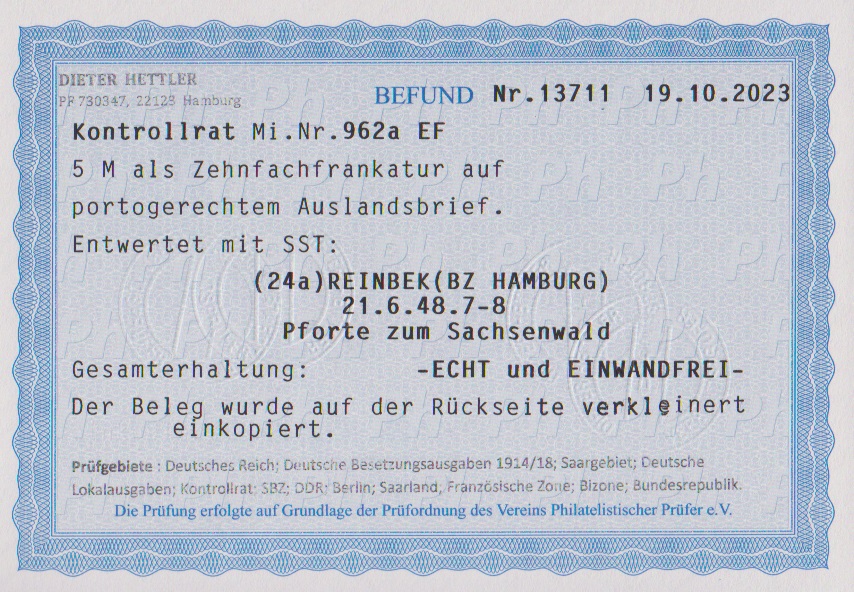 DIETER HETTLER
PF 730347, 22123 Hamburg
BEFUND Nr.13711 19.10.2023
Kontrollrat Mi.Nr.962a EF
5 M als Zehnfachfrankatur auf
portogerechtem Auslandsbrief.
Entwertet mit SST:
(24a)REINBEK(BZ HAMBURG)
21.6.48.7-8
Pforte zum Sachsenwald
Gesamterhaltung: -ECHT und EINWANDFREI-
Der Beleg wurde auf der Rückseite verkleinert
einkopiert.
Prüfgebiete : Deutsches Reich; Deutsche Besetzungsausgaben 1914/18; Saargebiet; Deutsche
Lokalausgaben; Kontrollrat; SBZ; DDR; Berlin; Saarland; Französische Zone; Bizone; Bundesrepublik.
Die Prüfung erfolgte auf Grundlage der Prüfordnung des Vereins Philatelistischer Prüfer e.V.